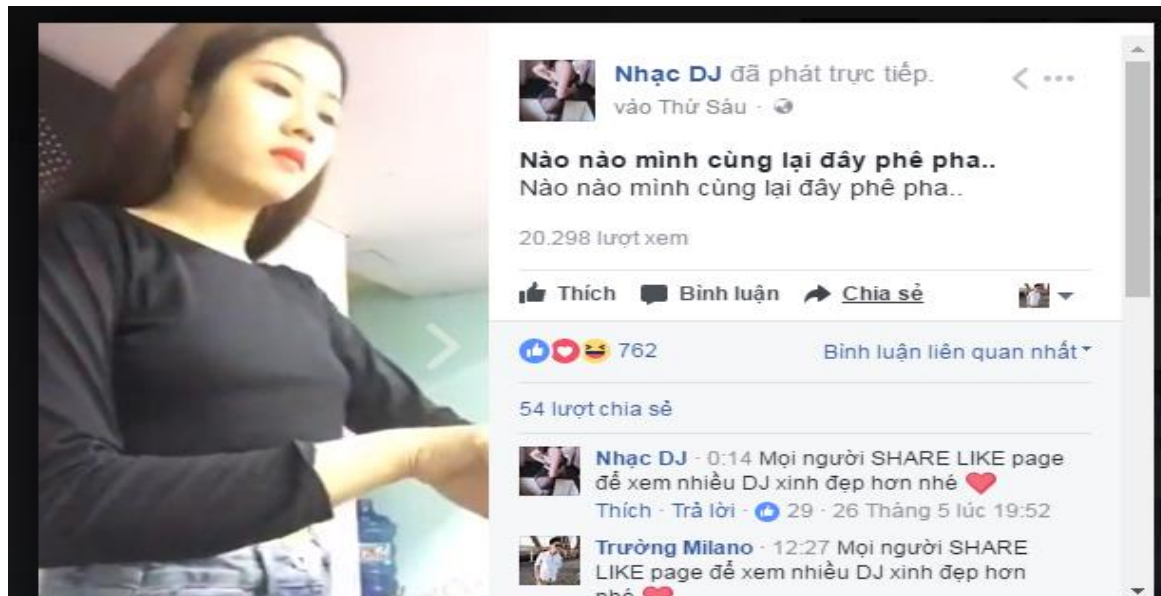 Nhạc DJ đã phát trực tiếp.
vào Thứ Sáu ·
Nào nào mình cùng lại đây phê pha..
Nào nào mình cùng lại đây phê pha..
20.298 lượt xem
Thích Bình luận Chia sẻ
762 Bình luận liên quan nhất
54 lượt chia sẻ
Nhạc DJ · 0:14 Mọi người SHARE LIKE page
để xem nhiều DJ xinh đẹp hơn nhé ❤
Thích · Trả lời · 29 · 26 Tháng 5 lúc 19:52
Trường Milano · 12:27 Mọi người SHARE
LIKE page để xem nhiều DJ xinh đẹp hơn
nhé ❤